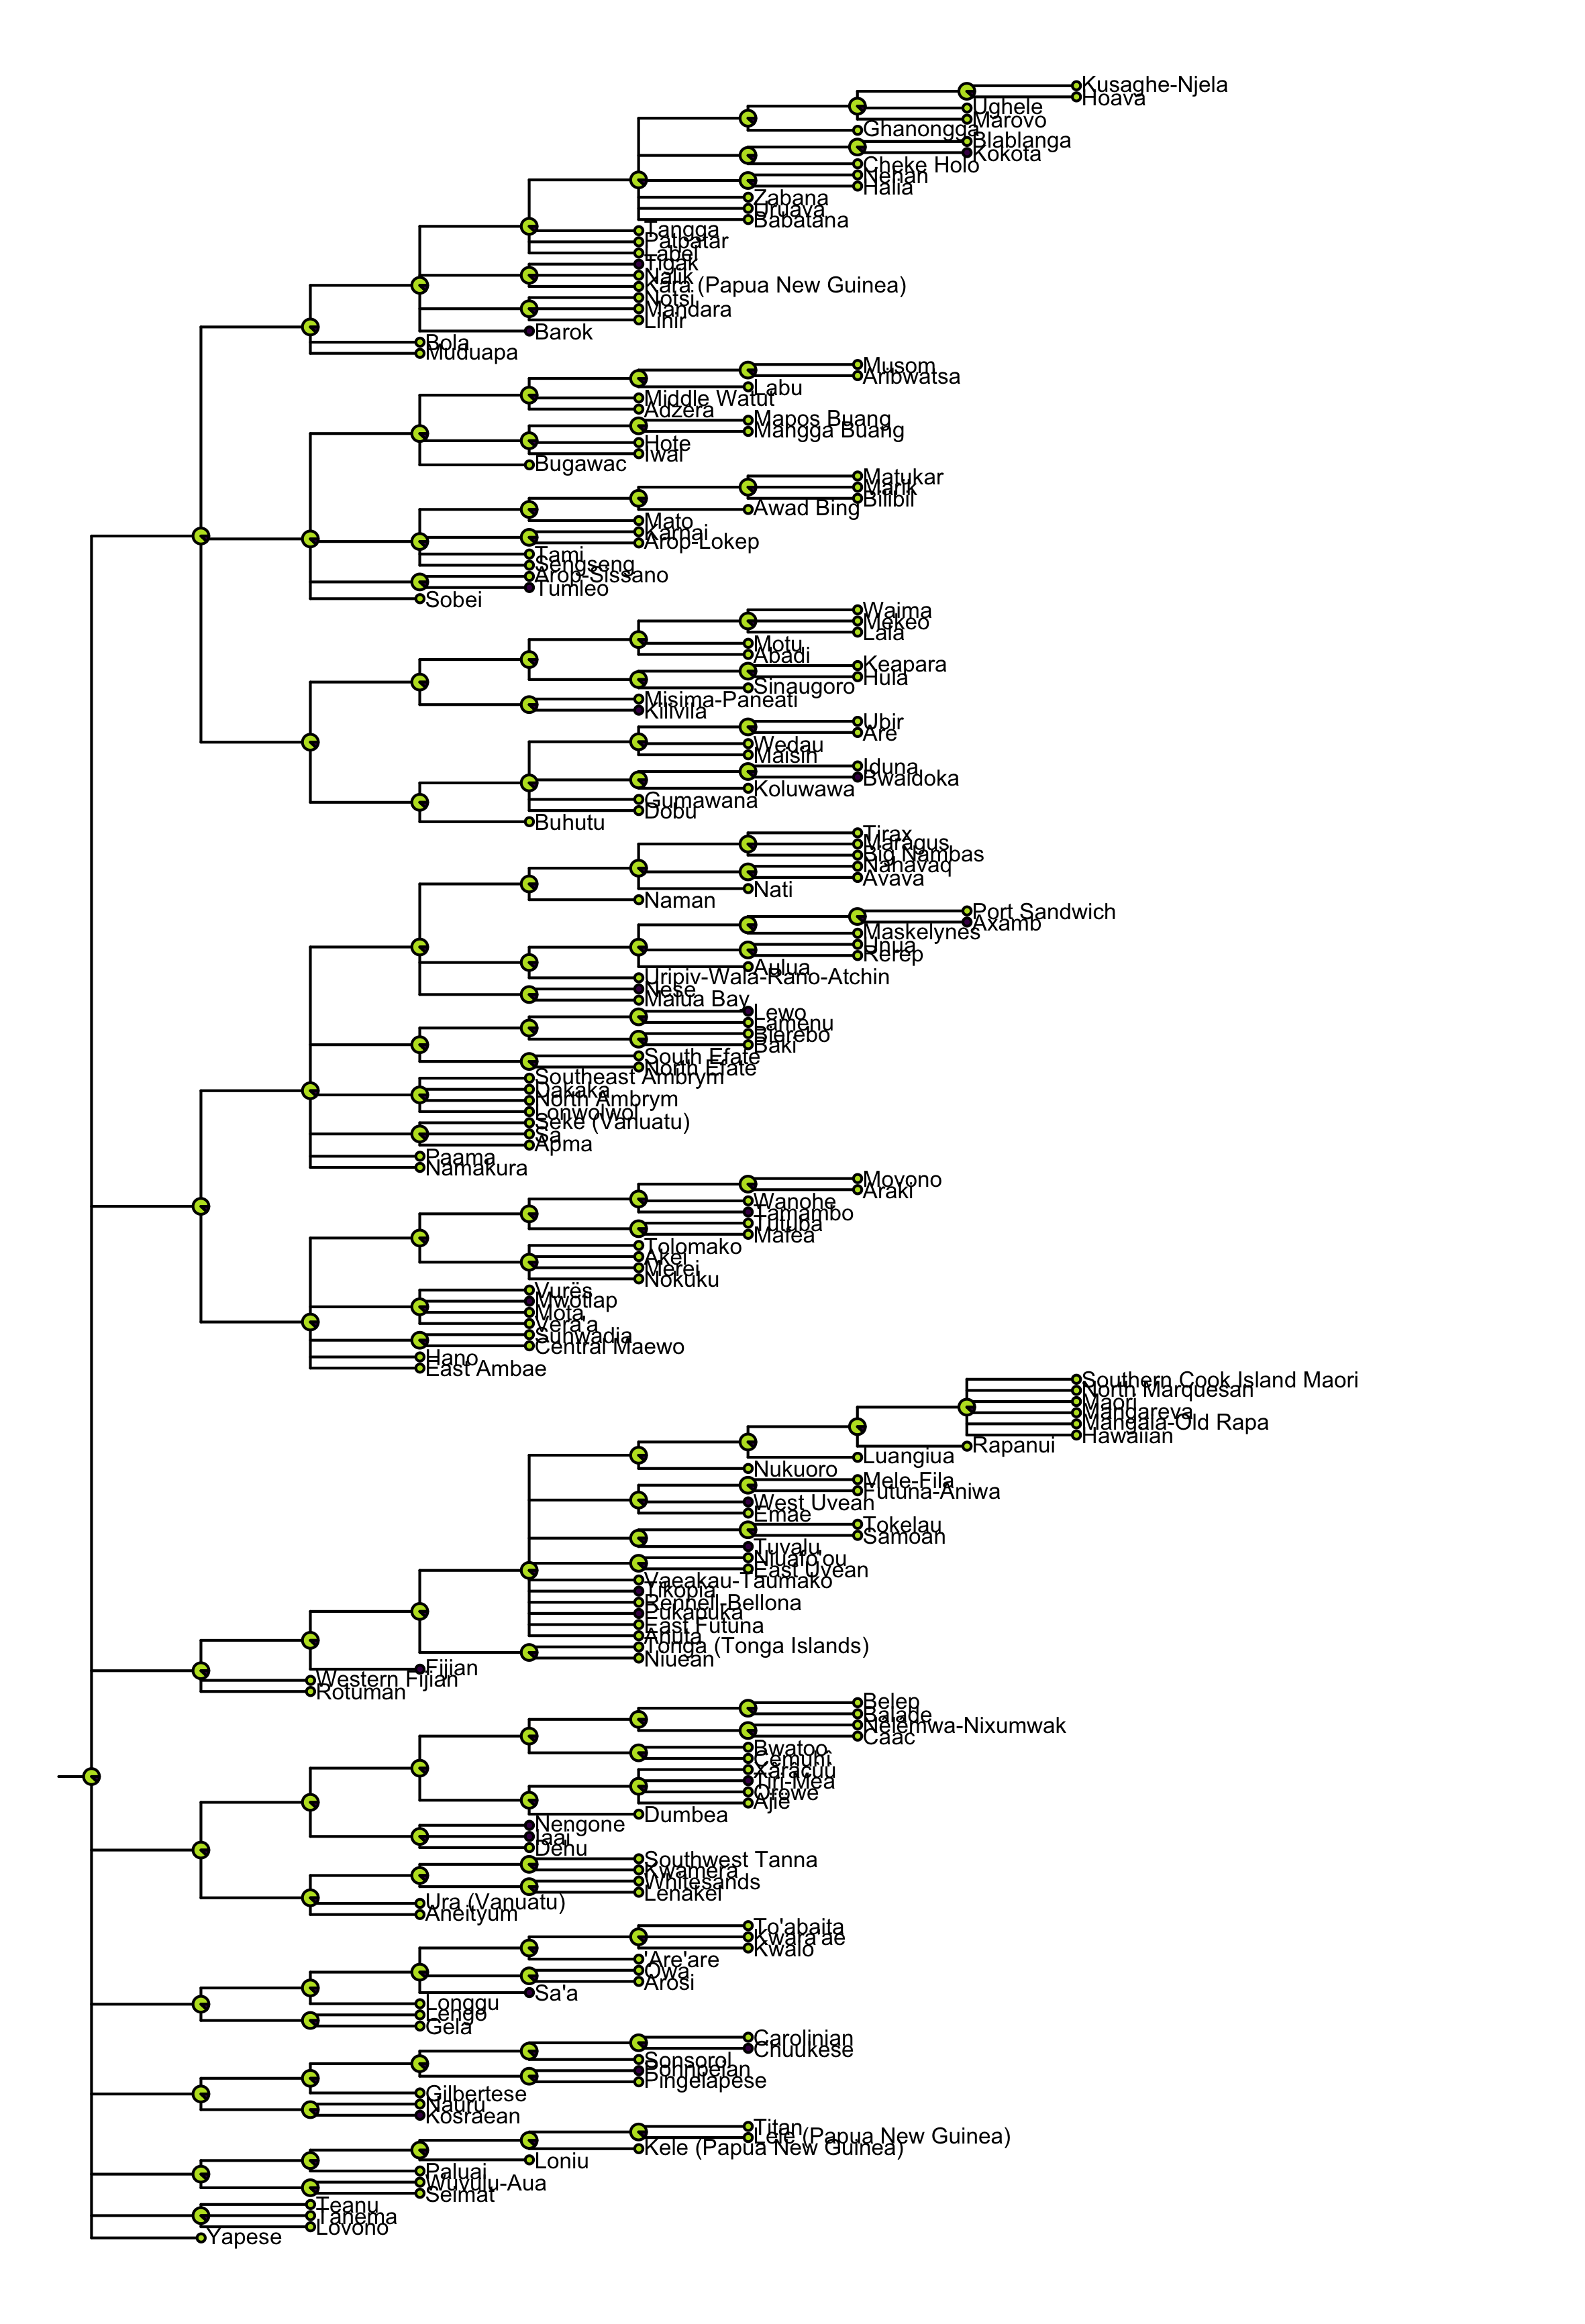 Kusaghe-Njela
Hoava
Ughele
Marovo
Ghanongga
Blablanga
Kokota
Cheke Holo
Nehan
Halia
Zabana
Uruava
Babatana
Tangga
Patpatar
Label
Tigak
Nalik
Kara (Papua New Guinea)
Notsi
Mandara
Lihir
Barok
Bola
Muduapa
Musom
Aribwatsa
Labu
Middle Watut
Adzera
Mapos Buang
Mangga Buang
Hote
Iwal
Bugawac
Matukar
Marik
Bilibil
Awad Bing
Mato
Karnai
Arop-Lokep
Tami
Sengseng
Arop-Sissano
Tumleo
Sobei
Waima
Mekeo
Lala
Motu
Abadi
Keapara
Hula
Sinaugoro
Misima-Paneati
Kilivila
Ubir
Are
Wedau
Maisin
Iduna
Bwaidoka
Koluwawa
Gumawana
Dobu
Buhutu
Tirax
Maragus
Big Nambas
Nahavaq
Avava
Nati
Naman
Port Sandwich
Axamb
Maskelynes
Unua
Rerep
Aulua
Uripiv-Wala-Rano-Atchin
Nese
Malua Bay
Lewo
Lamenu
Bierebo
Baki
South Efate
North Efate
Southeast Ambrym
Dakaka
North Ambrym
Lonwolwol
Seke (Vanuatu)
Sa
Apma
Paama
Namakura
Movono
Araki
Wanohe
Tamambo
Tutuba
Mafea
Tolomako
Akei
Merei
Nokuku
Vurës
Mwotlap
Mota
Vera'a
Sunwadia
Central Maewo
Hano
East Ambae
Southern Cook Island Maori
North Marquesan
Maori
Mangareva
Mangaia-Old Rapa
Hawaiian
Rapanui
Luangiua
Nukuoro
Mele-Fila
Futuna-Aniwa
West Uvean
Emae
Tokelau
Samoan
Tuvalu
Niuafo'ou
East Uvean
Vaeakau-Taumako
Tikopia
Rennell-Bellona
Pukapuka
East Futuna
Anuta
Tonga (Tonga Islands)
Niuean
Fijian
Western Fijian
Rotuman
Belep
Balade
Nelemwa-Nixumwak
Caac
Bwatoo
Cemuhî
Xaracuu
Tiri-Mea
Orowe
Ajië
Dumbea
Nengone
Iaai
Dehu
Southwest Tanna
Kwamera
Whitesands
Lenakel
Ura (Vanuatu)
Aneityum
To'abaita
Kwara'ae
Kwaio
'Are'are
Owa
Arosi
Sa'a
Longgu
Lengo
Gela
Carolinian
Chuukese
Sonsorol
Pohnpeian
Pingelapese
Gilbertese
Nauru
Kosraean
Titan
Lele (Papua New Guinea)
Kele (Papua New Guinea)
Loniu
Paluai
Wuvulu-Aua
Seimat
Teanu
Tanema
Lovono
Yapese